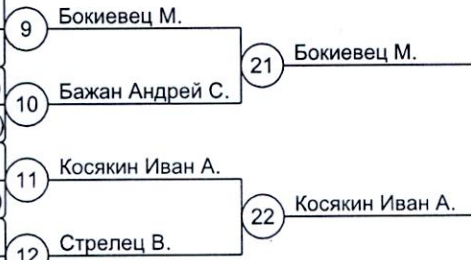 9 Бокиевец М.
21 Бокиевец М.
10 Бажан Андрей С.
11 Косякин Иван А.
22 Косякин Иван А.
12 Стрелец В.